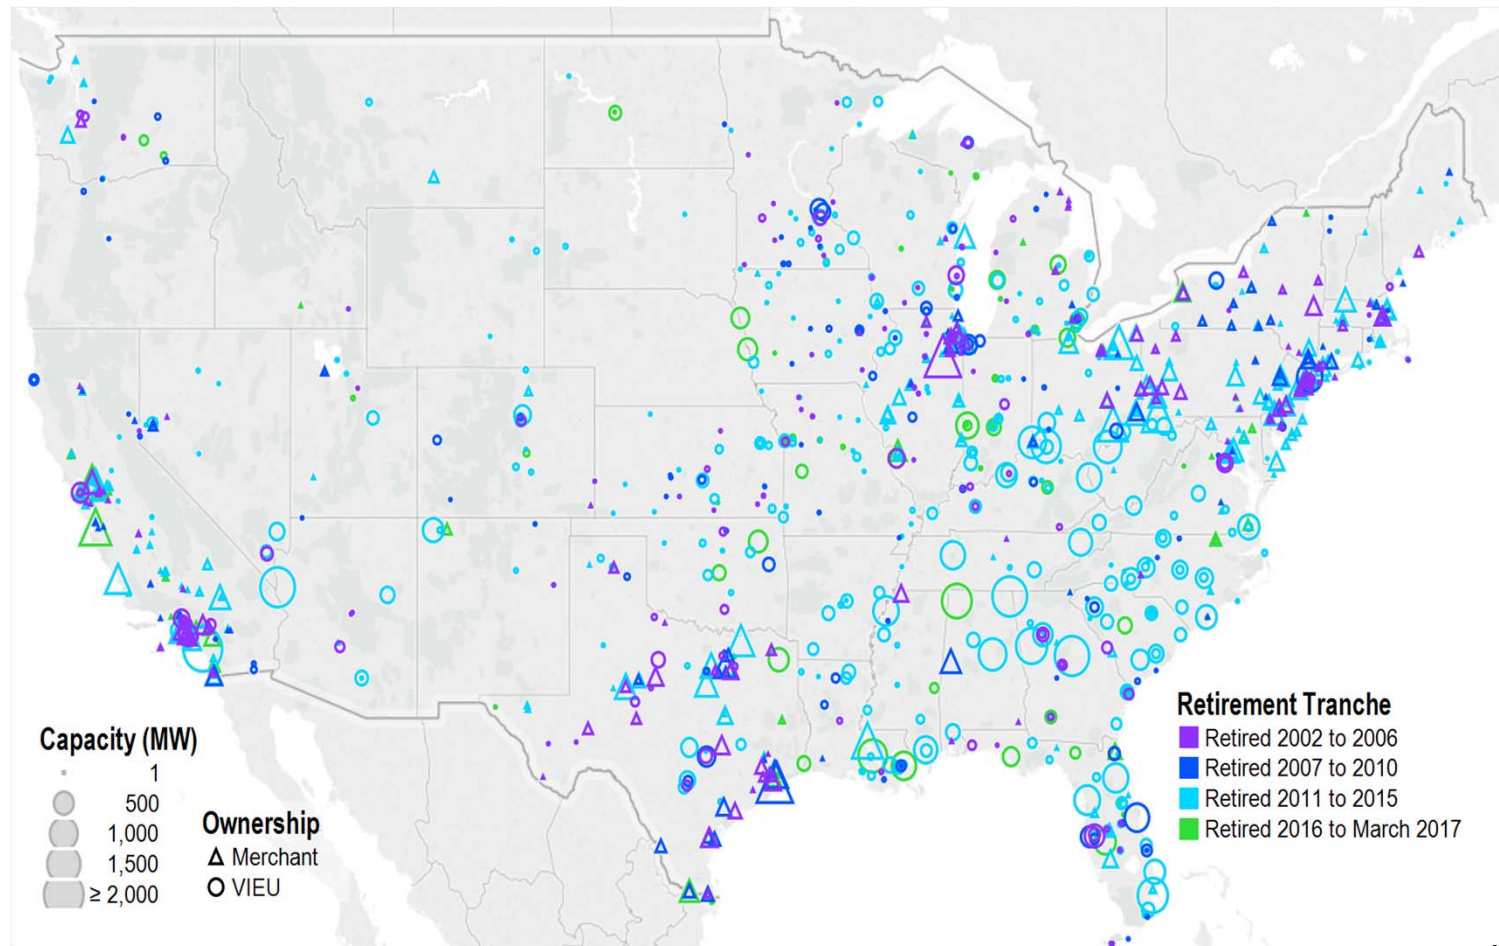 Capacity (MW)
1
500
1,000
1,500
≥ 2,000
Ownership
Merchant
VIEU
Retirement Tranche
Retired 2002 to 2006
Retired 2007 to 2010
Retired 2011 to 2015
Retired 2016 to March 2017